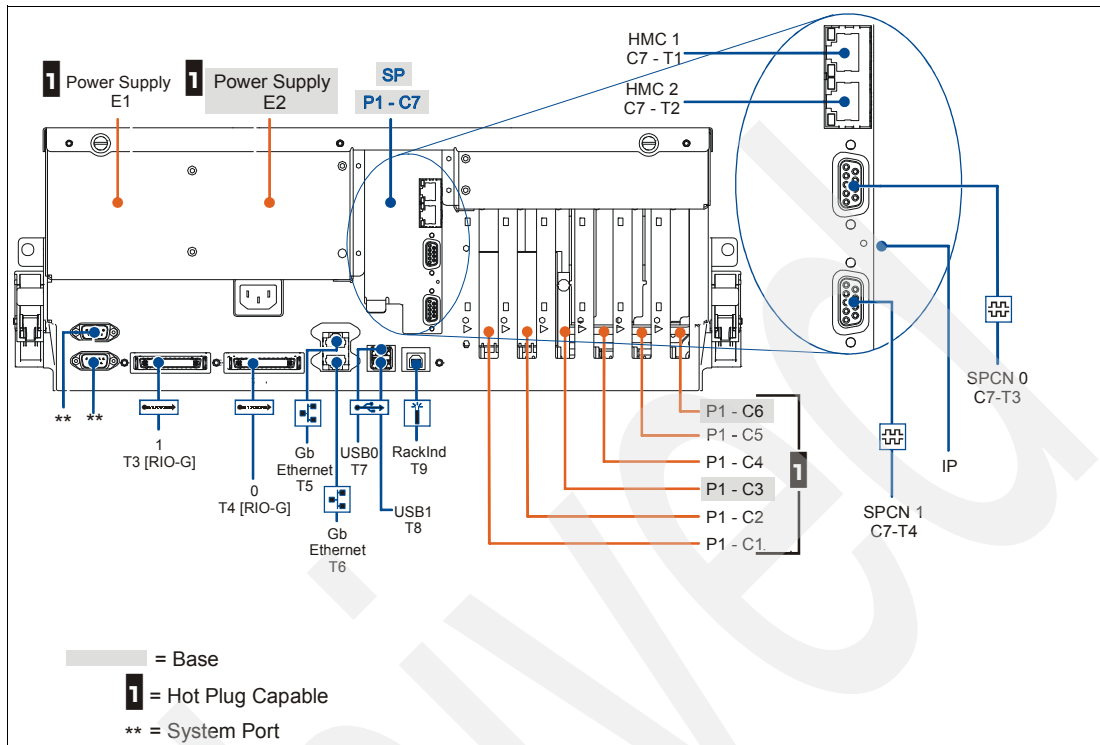 HMC 1
C7 - T1
HMC 2
C7 - T2
1 Power Supply
E1
1 Power Supply
E2
SP
P1 - C7
**
**
1
T3 [RIO-G]
0
T4 [RIO-G]
Gb
Ethernet
T5
Gb
Ethernet
T6
USB0
T7
USB1
T8
RackInd
T9
P1 - C6
P1 - C5
P1 - C4
P1 - C3
P1 - C2
P1 - C1.
1
SPCN 0
C7-T3
SPCN 1
C7-T4
IP
= Base
1 = Hot Plug Capable
** = System Port